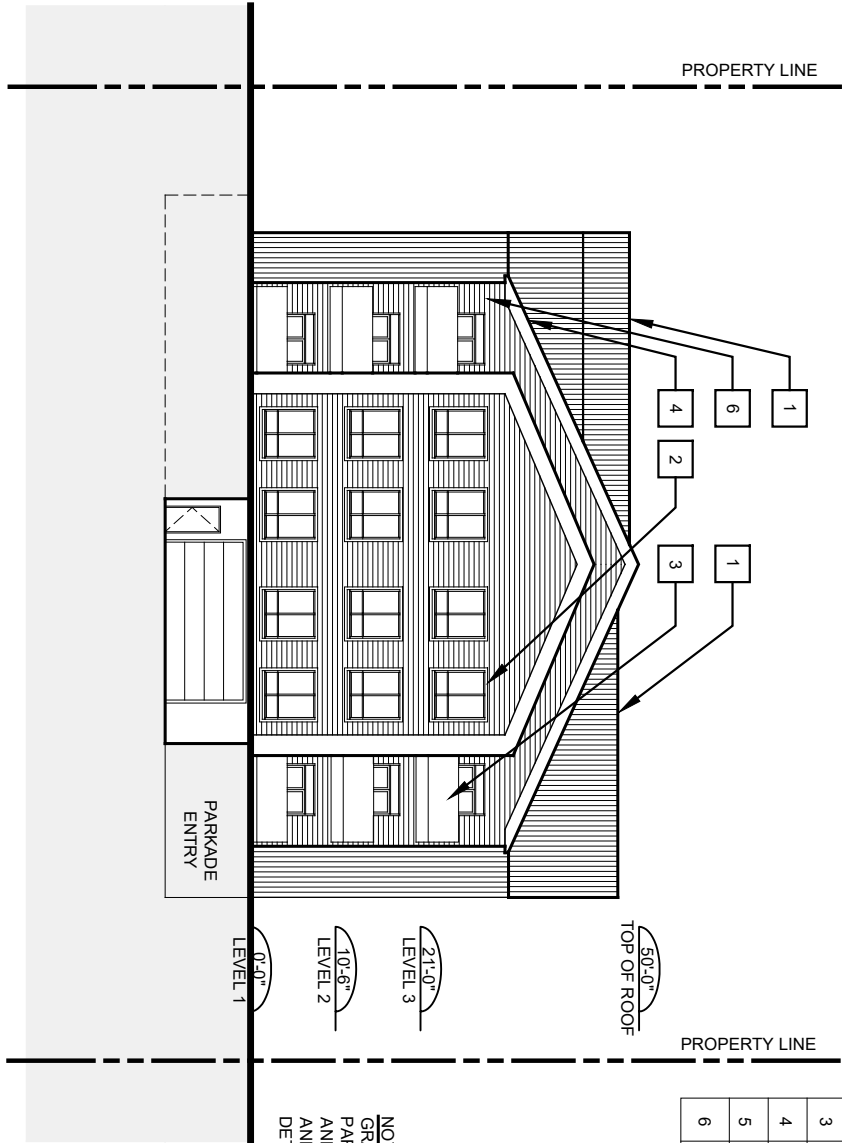 PROPERTY LINE
1
6
4
2
1
3
50'-0"
TOP OF ROOF
21'-0"
LEVEL 3
10'-6"
LEVEL 2
0'-0"
LEVEL 1
PARKADE
ENTRY
PROPERTY LINE
3
4
5
6